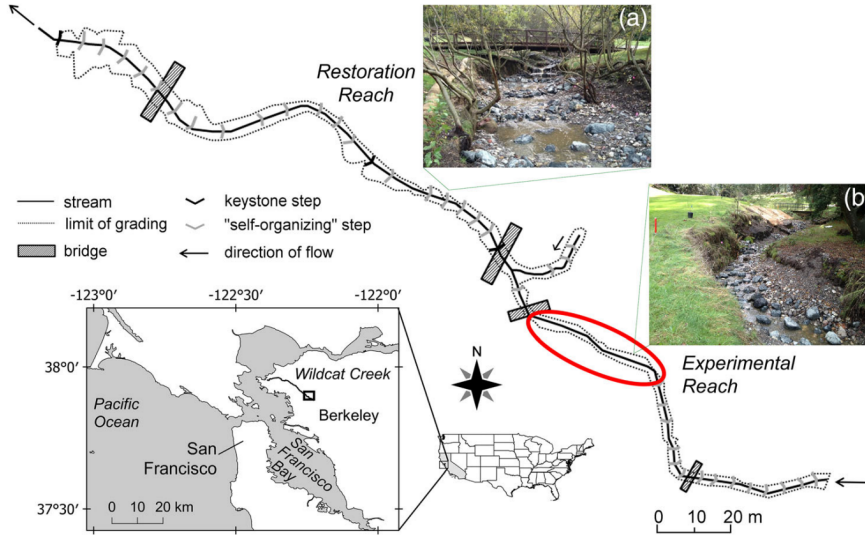 (a)
Restoration
Reach
(b)
stream
keystone step
limit of grading
"self-organizing" step
bridge
direction of flow
-123°0'
-122°30'
-122°0'
38°0'
37°30'
Wildcat Creek
Pacific
Ocean
Berkeley
San
Francisco
San
Francisco
Bay
0 10 20 km
N
Experimental
Reach
0 10 20 m